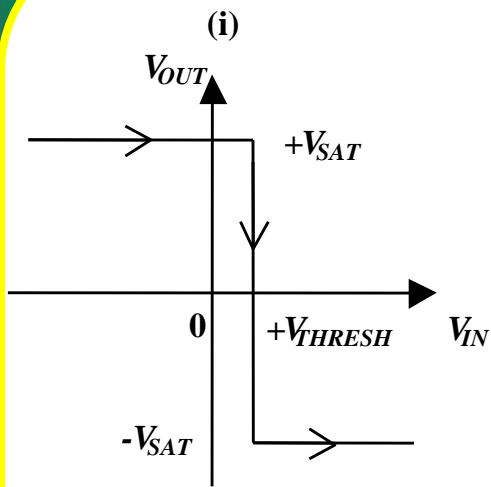 (i)
VOUT
+VSAT
0 +VTHRESH VIN
-VSAT